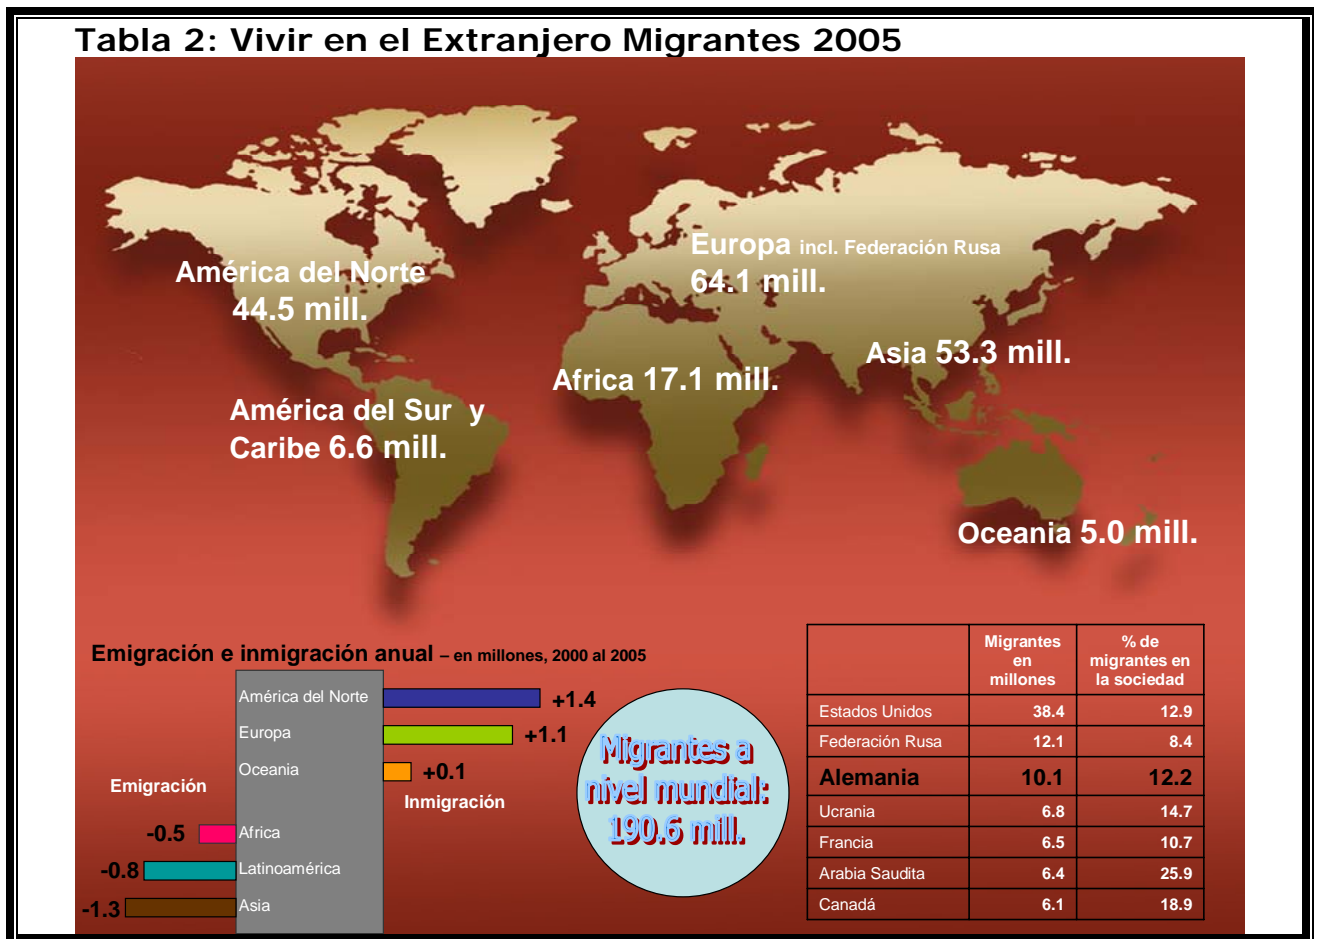 Tabla 2: Vivir en el Extranjero Migrantes 2005
Europa incl. Federación Rusa
64.1 mill.
América del Norte
44.5 mill.
Asia 53.3 mill.
Africa 17.1 mill.
América del Sur y
Caribe 6.6 mill.
Oceania 5.0 mill.
Emigración e inmigración anual – en millones, 2000 al 2005
América del Norte +1.4
Europa +1.1
Oceania +0.1
Emigración
Inmigración
-0.5 Africa
-0.8 Latinoamérica
-1.3 Asia
Migrantes a
nivel mundial:
190.6 mill.
Migrantes
en
millones
% de
migrantes en
la sociedad
Estados Unidos 38.4 12.9
Federación Rusa 12.1 8.4
Alemania 10.1 12.2
Ucrania 6.8 14.7
Francia 6.5 10.7
Arabia Saudita 6.4 25.9
Canadá 6.1 18.9